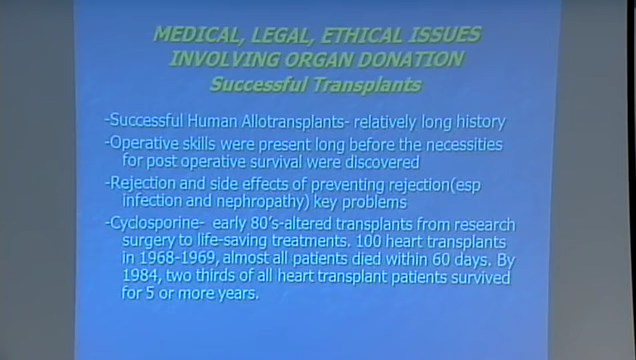 MEDICAL, LEGAL, ETHICAL ISSUES
INVOLVING ORGAN DONATION
Successful Transplants
-Successful Human Allotransplants- relatively long history
-Operative skills were present long before the necessities
for post operative survival were discovered
-Rejection and side effects of preventing rejection(esp
infection and nephropathy) key problems
-Cyclosporine- early 80's-altered transplants from research
surgery to life-saving treatments. 100 heart transplants
in 1968-1969, almost all patients died within 60 days. By
1984, two thirds of all heart transplant patients survived
for 5 or more years.